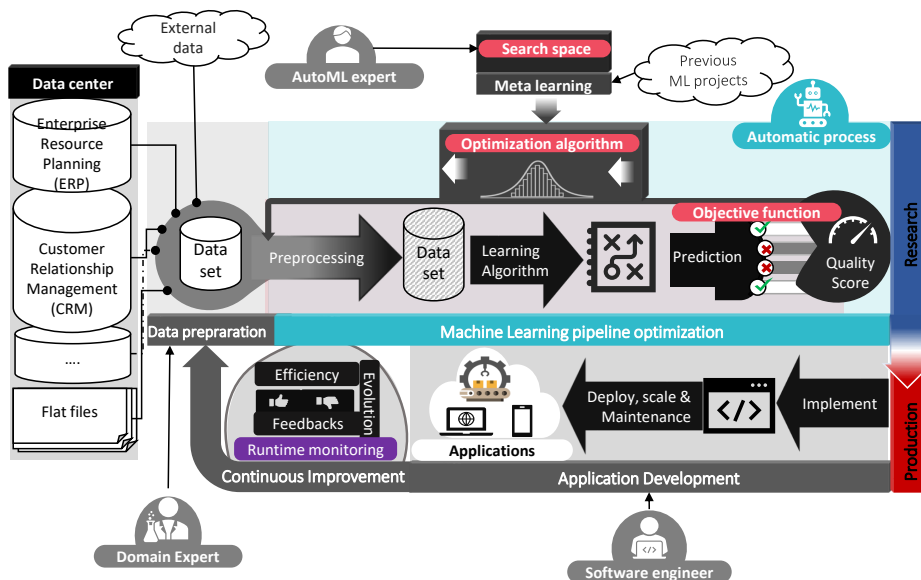 External
data
AutoML expert
Search space
Meta learning
Previous
ML projects
Data center
Enterprise
Resource
Planning
(ERP)
Customer
Relationship
Management
(CRM)
....
Flat files
Automatic process
Optimization algorithm
Objective function
Data
set
Preprocessing
Data
set
Learning
Algorithm
Prediction
Quality
Score
Research
Data prepraration
Machine Learning pipeline optimization
Efficiency
Feedbacks
Evolution
Runtime monitoring
Applications
Deploy, scale &
Maintenance
</>
Implement
Production
Continuous Improvement
Application Development
Domain Expert
</>
Software engineer